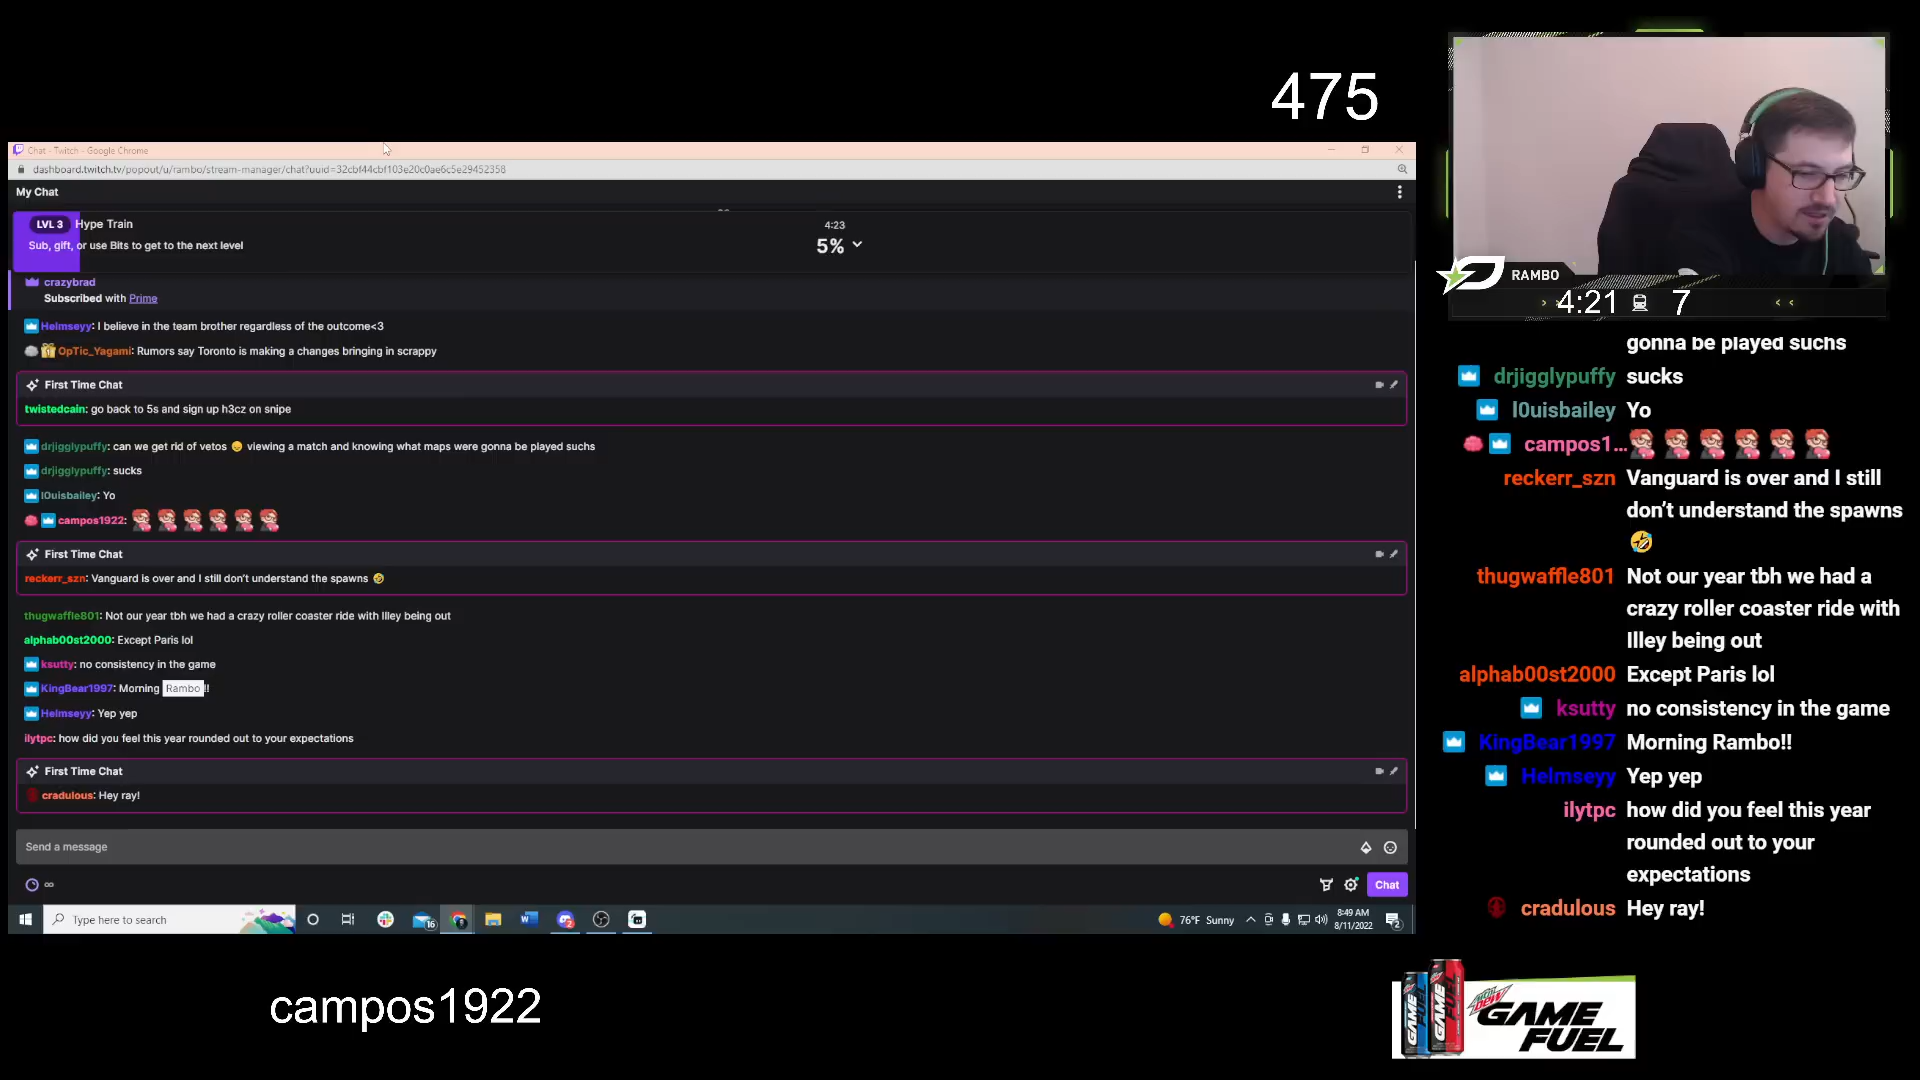 475
Chat - Twitch - Google Chrome
dashboard.twitch.tv/popout/u/rambo/stream-manager/chat?uuid=32cbf44cbf103e20c0ae6c5e29452358
My Chat
LVL 3 Hype Train
Sub, gift, or use Bits to get to the next level
4:23
5%
crazybrad
Subscribed with Prime
Helmseyy: I believe in the team brother regardless of the outcome<3
OpTic_Yagami: Rumors say Toronto is making a changes bringing in scrappy
First Time Chat
twistedcain: go back to 5s and sign up h3cz on snipe
drjigglypuffy: can we get rid of vetos 😔 viewing a match and knowing what maps were gonna be played suchs
drjigglypuffy: sucks
l0uisbailey: Yo
campos1922:
First Time Chat
reckerr_szn: Vanguard is over and I still don't understand the spawns 🤣
thugwaffle801: Not our year tbh we had a crazy roller coaster ride with Illey being out
alphab00st2000: Except Paris lol
ksutty: no consistency in the game
KingBear1997: Morning Rambo!!
Helmseyy: Yep yep
ilytpc: how did you feel this year rounded out to your expectations
First Time Chat
cradulous: Hey ray!
Send a message
∞
Chat
Type here to search
16
76°F Sunny
8:49 AM
8/11/2022
2
RAMBO
4:21 7
gonna be played suchs
drjigglypuffy sucks
l0uisbailey Yo
campos1...
reckerr_szn Vanguard is over and I still
don't understand the spawns
🤣
thugwaffle801 Not our year tbh we had a
crazy roller coaster ride with
Illey being out
alphab00st2000 Except Paris lol
ksutty no consistency in the game
KingBear1997 Morning Rambo!!
Helmseyy Yep yep
ilytpc how did you feel this year
rounded out to your
expectations
cradulous Hey ray!
campos1922
GAME FUEL
GAME FUEL
mtn dew
GAME
FUEL